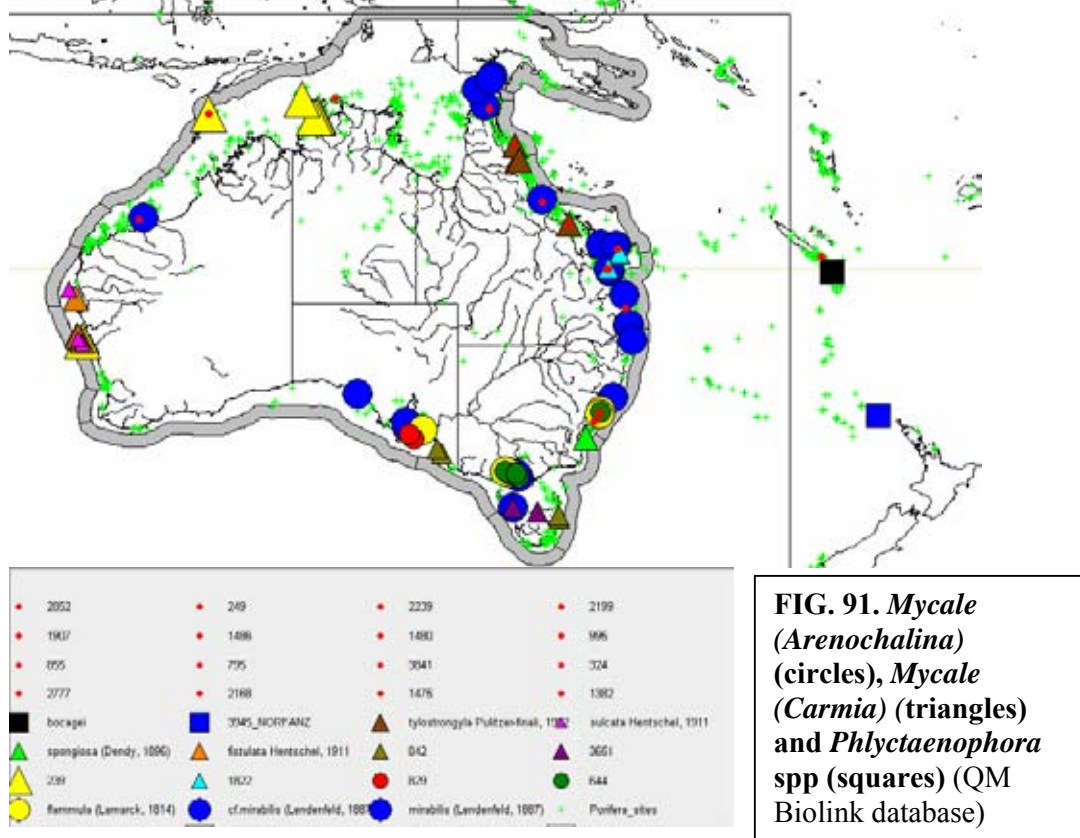 2052 249 2239 2199
1907 1486 1480 996
855 795 3841 324
2777 2168 1476 1382
bocagei 3945_NORFANZ tylostrongyla Pulitzer-finali, sulcata Hentschel, 1911
spongiosa (Dendy, 1896) fistulata Hentschel, 1911 042 3651
239 1822 829 644
flammula (Lamarck, 1814) cf.mirabilis (Lendenfeld, mirabilis (Lendenfeld, 1887) Porifera_sites
FIG. 91. Mycale
(Arenochalina)
(circles), Mycale
(Carmia) (triangles)
and Phlyctaenophora
spp (squares) (QM
Biolink database)